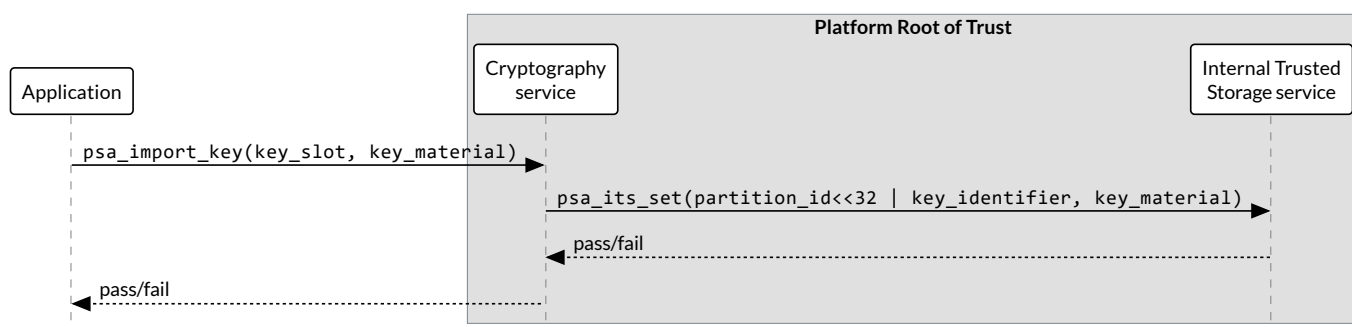 Platform Root of Trust
Application
Cryptography
service
Internal Trusted
Storage service
psa_import_key(key_slot, key_material)
psa_its_set(partition_id<<32 | key_identifier, key_material)
pass/fail
pass/fail